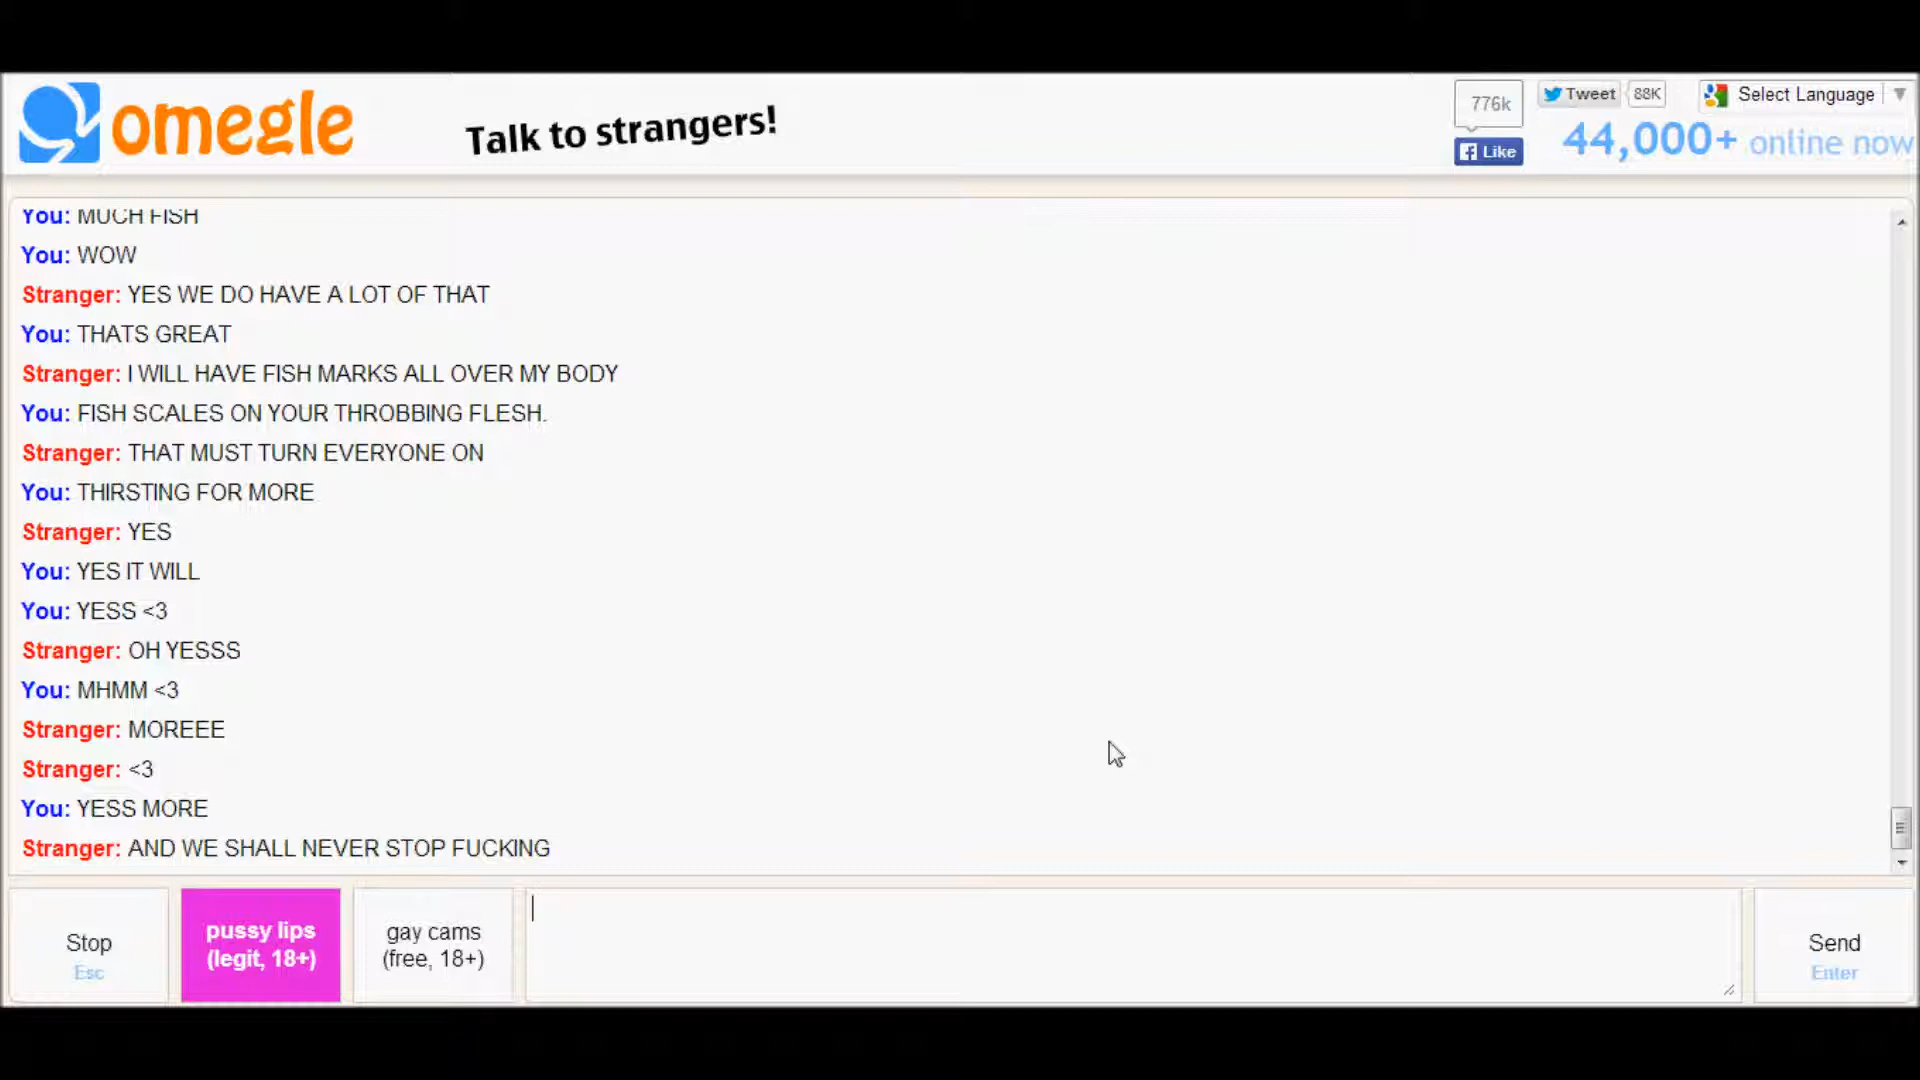 omegle
Talk to strangers!
776k
Like
Tweet
88K
Select Language
44,000+ online now
You: MUCH FISH
You: WOW
Stranger: YES WE DO HAVE A LOT OF THAT
You: THATS GREAT
Stranger: I WILL HAVE FISH MARKS ALL OVER MY BODY
You: FISH SCALES ON YOUR THROBBING FLESH.
Stranger: THAT MUST TURN EVERYONE ON
You: THIRSTING FOR MORE
Stranger: YES
You: YES IT WILL
You: YESS <3
Stranger: OH YESSS
You: MHMM <3
Stranger: MOREEE
Stranger: <3
You: YESS MORE
Stranger: AND WE SHALL NEVER STOP FUCKING
Stop
Esc
pussy lips
(legit, 18+)
gay cams
(free, 18+)
Send
Enter